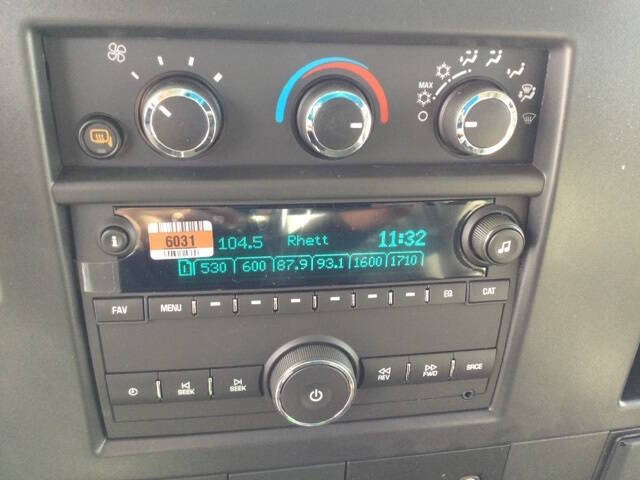 MAX
6031
104.5 Rhett 11:32
530 600 87.9 93.1 1600 1710
FAV MENU EQ CAT
SEEK SEEK REV FWD SRCE